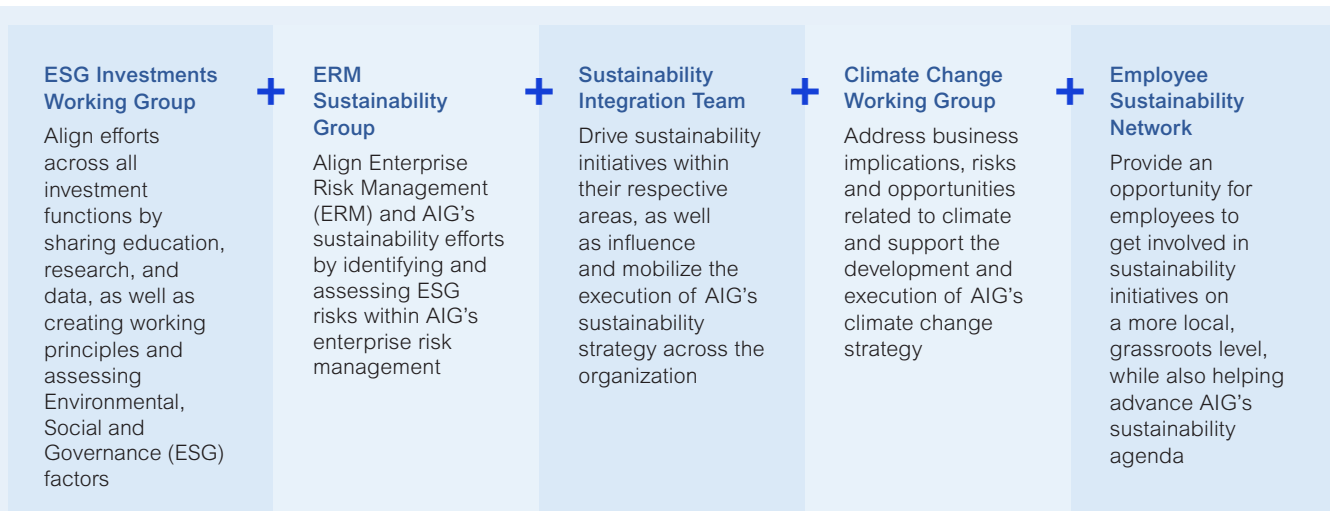 ESG Investments
Working Group
Align efforts
across all
investment
functions by
sharing education,
research, and
data, as well as
creating working
principles and
assessing
Environmental,
Social and
Governance (ESG)
factors
+
ERM
Sustainability
Group
Align Enterprise
Risk Management
(ERM) and AIG’s
sustainability efforts
by identifying and
assessing ESG
risks within AIG’s
enterprise risk
management
+
Sustainability
Integration Team
Drive sustainability
initiatives within
their respective
areas, as well
as influence
and mobilize the
execution of AIG’s
sustainability
strategy across the
organization
+
Climate Change
Working Group
Address business
implications, risks
and opportunities
related to climate
and support the
development and
execution of AIG’s
climate change
strategy
+
Employee
Sustainability
Network
Provide an
opportunity for
employees to
get involved in
sustainability
initiatives on
a more local,
grassroots level,
while also helping
advance AIG’s
sustainability
agenda